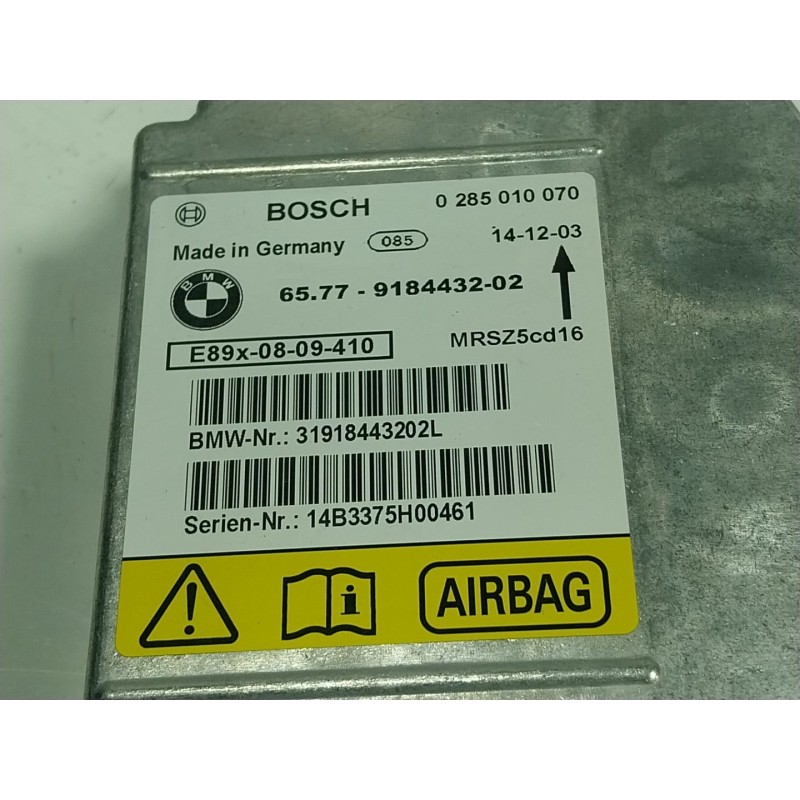 BOSCH 0 285 010 070
Made in Germany 085 14-12-03
BMW 65.77 - 9184432-02
E89x-08-09-410 MRSZ5cd16
BMW-Nr.: 31918443202L
Serien-Nr.: 14B3375H00461
! i AIRBAG